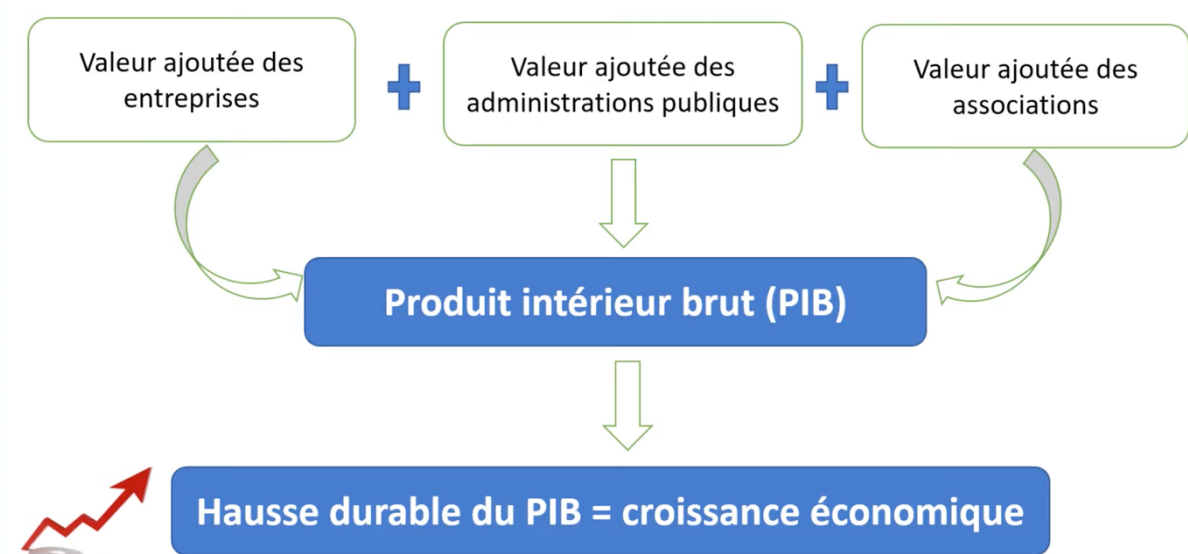 Valeur ajoutée des
entreprises
Valeur ajoutée des
administrations publiques
Valeur ajoutée des
associations
Produit intérieur brut (PIB)
Hausse durable du PIB = croissance économique